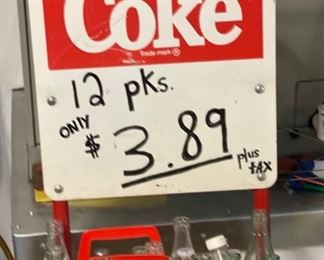 Coke
Trade-mark ®
12 pks.
ONLY
$ 3.89
plus
tax